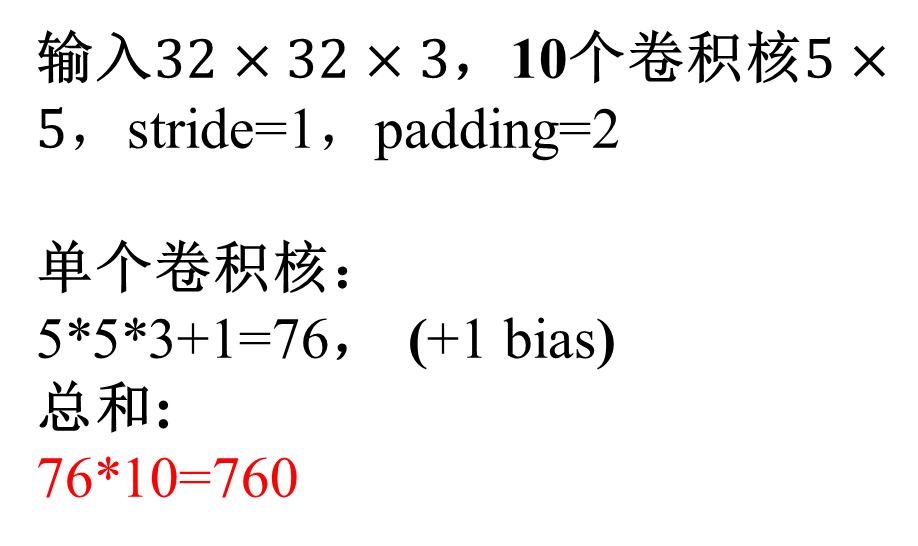 输入32 × 32 × 3，10个卷积核5 ×
5，stride=1，padding=2
单个卷积核：
5*5*3+1=76， (+1 bias)
总和：
76*10=760